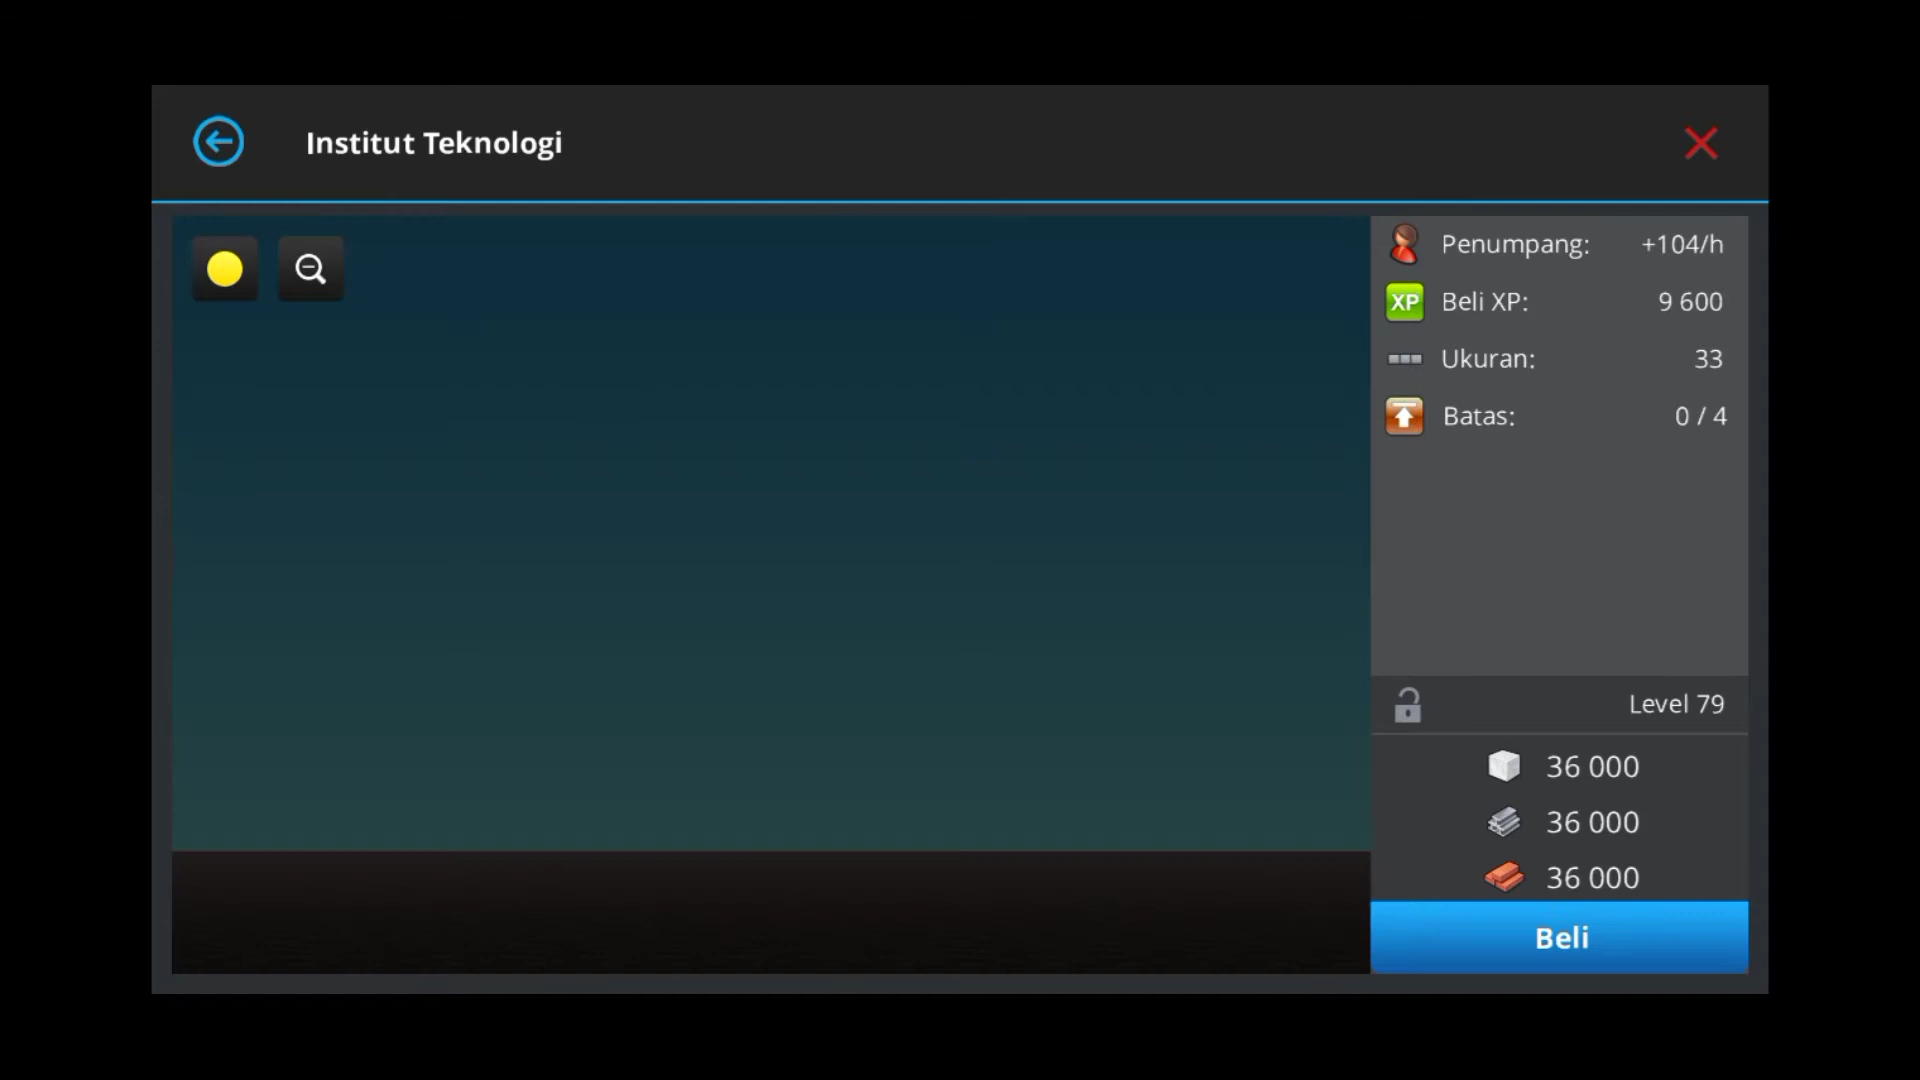 Institut Teknologi
Penumpang: +104/h
XP Beli XP: 9 600
Ukuran: 33
Batas: 0 / 4
Level 79
36 000
36 000
36 000
Beli